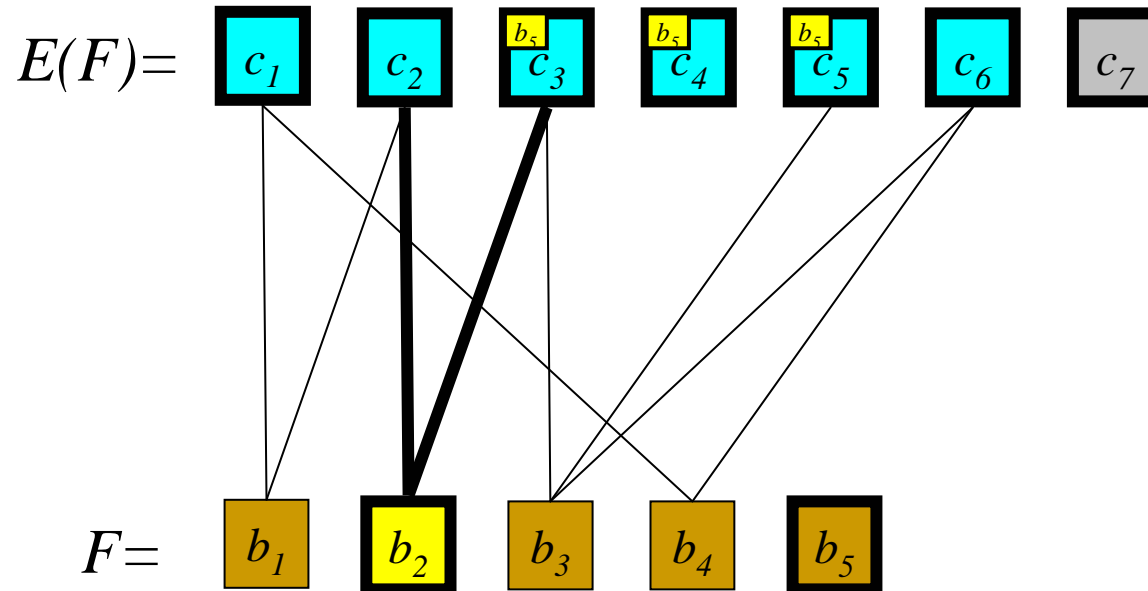 E(F)= c₁ c₂ b₅ c₃ b₅ c₄ b₅ c₅ c₆ c₇
F= b₁ b₂ b₃ b₄ b₅